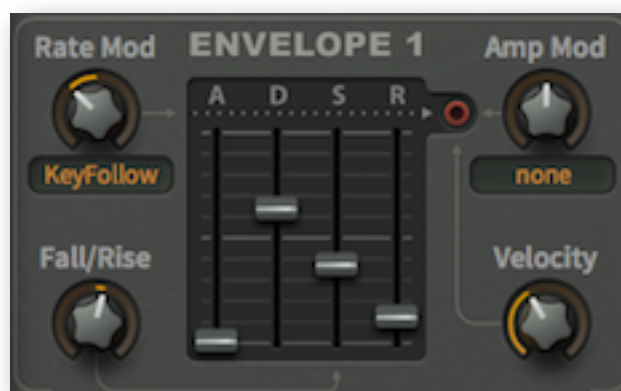 Rate Mod
ENVELOPE 1
Amp Mod
A D S R
KeyFollow
none
Fall/Rise
Velocity